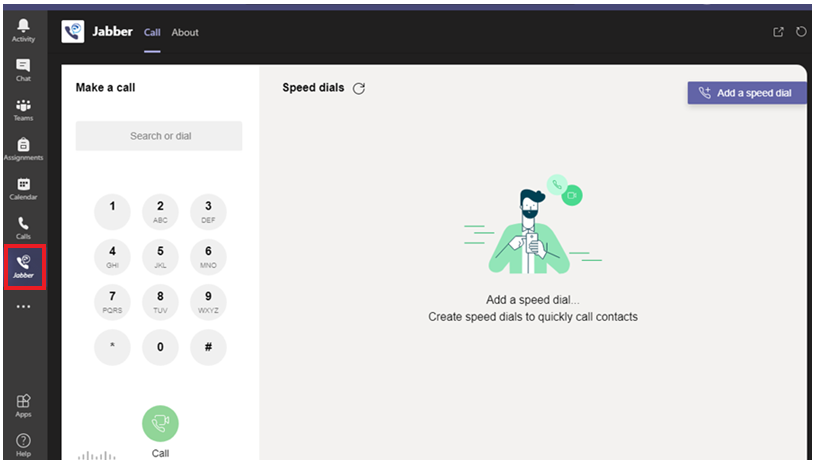 Activity
Chat
Teams
Assignments
Calendar
Calls
Jabber
Apps
Help
Jabber Call About
Make a call
Search or dial
1 2 3
ABC DEF
4 5 6
GHI JKL MNO
7 8 9
PQRS TUV WXYZ
* 0 #
Call
Speed dials
Add a speed dial
Add a speed dial...
Create speed dials to quickly call contacts